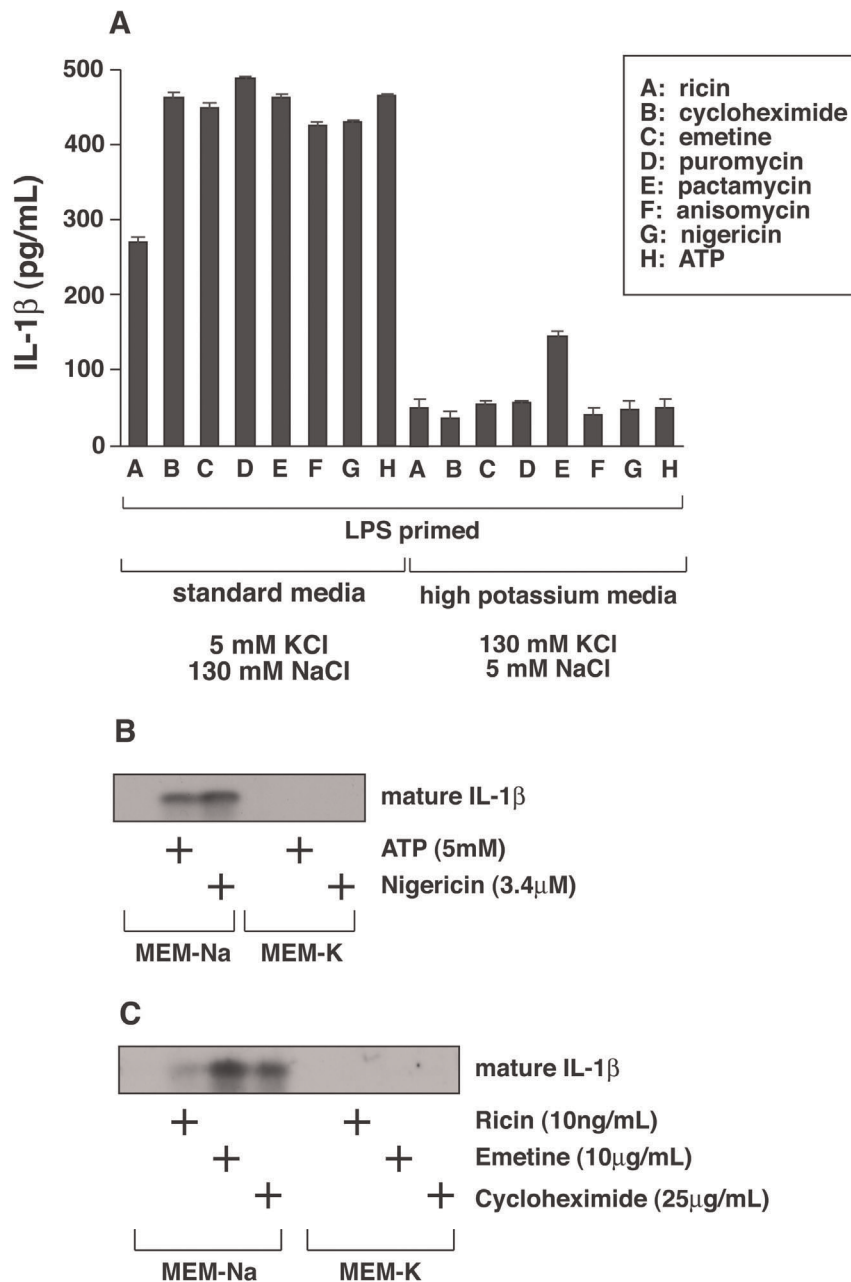 A
500
400
300
200
100
0
IL-1β (pg/mL)
A B C D E F G H A B C D E F G H
LPS primed
standard media high potassium media
5 mM KCl 130 mM KCl
130 mM NaCl 5 mM NaCl
A: ricin
B: cycloheximide
C: emetine
D: puromycin
E: pactamycin
F: anisomycin
G: nigericin
H: ATP
B
mature IL-1β
+ + ATP (5mM)
+ + Nigericin (3.4μM)
MEM-Na MEM-K
C
mature IL-1β
+ + Ricin (10ng/mL)
+ + Emetine (10μg/mL)
+ + Cycloheximide (25μg/mL)
MEM-Na MEM-K